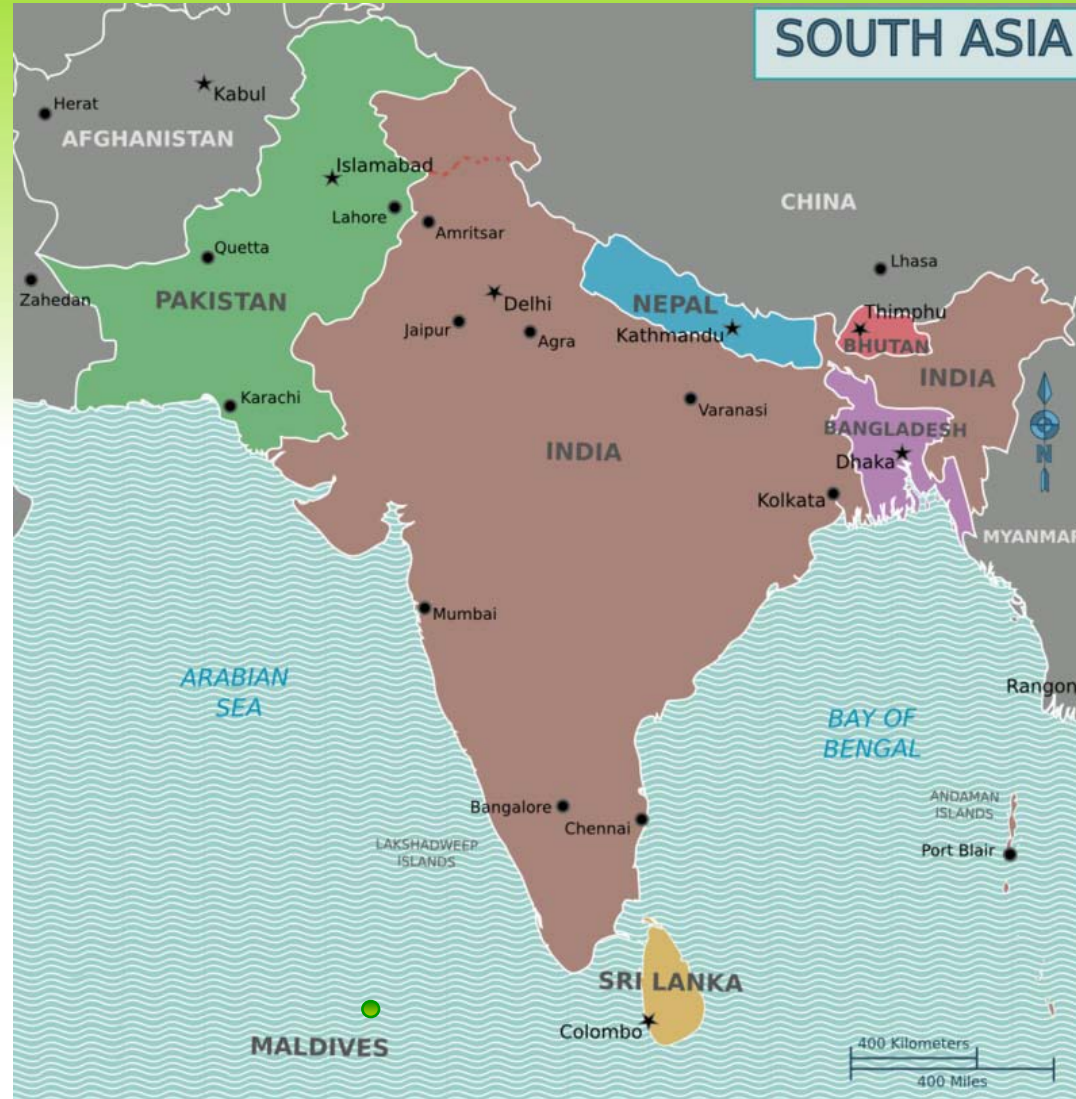 SOUTH ASIA
Kabul
Herat
AFGHANISTAN
Islamabad
CHINA
Lahore
Amritsar
Quetta
Lhasa
Zahedan
PAKISTAN
Delhi
NEPAL
Thimphu
Jaipur
Agra
Kathmandu
BHUTAN
INDIA
Karachi
Varanasi
BANGLADESH
INDIA
Dhaka
N
Kolkata
MYANMAR
Mumbai
ARABIAN
SEA
Rangon
BAY OF
BENGAL
ANDAMAN
ISLANDS
Bangalore
Chennai
LAKSHADWEEP
ISLANDS
Port Blair
SRI LANKA
Colombo
MALDIVES
400 Kilometers
400 Miles